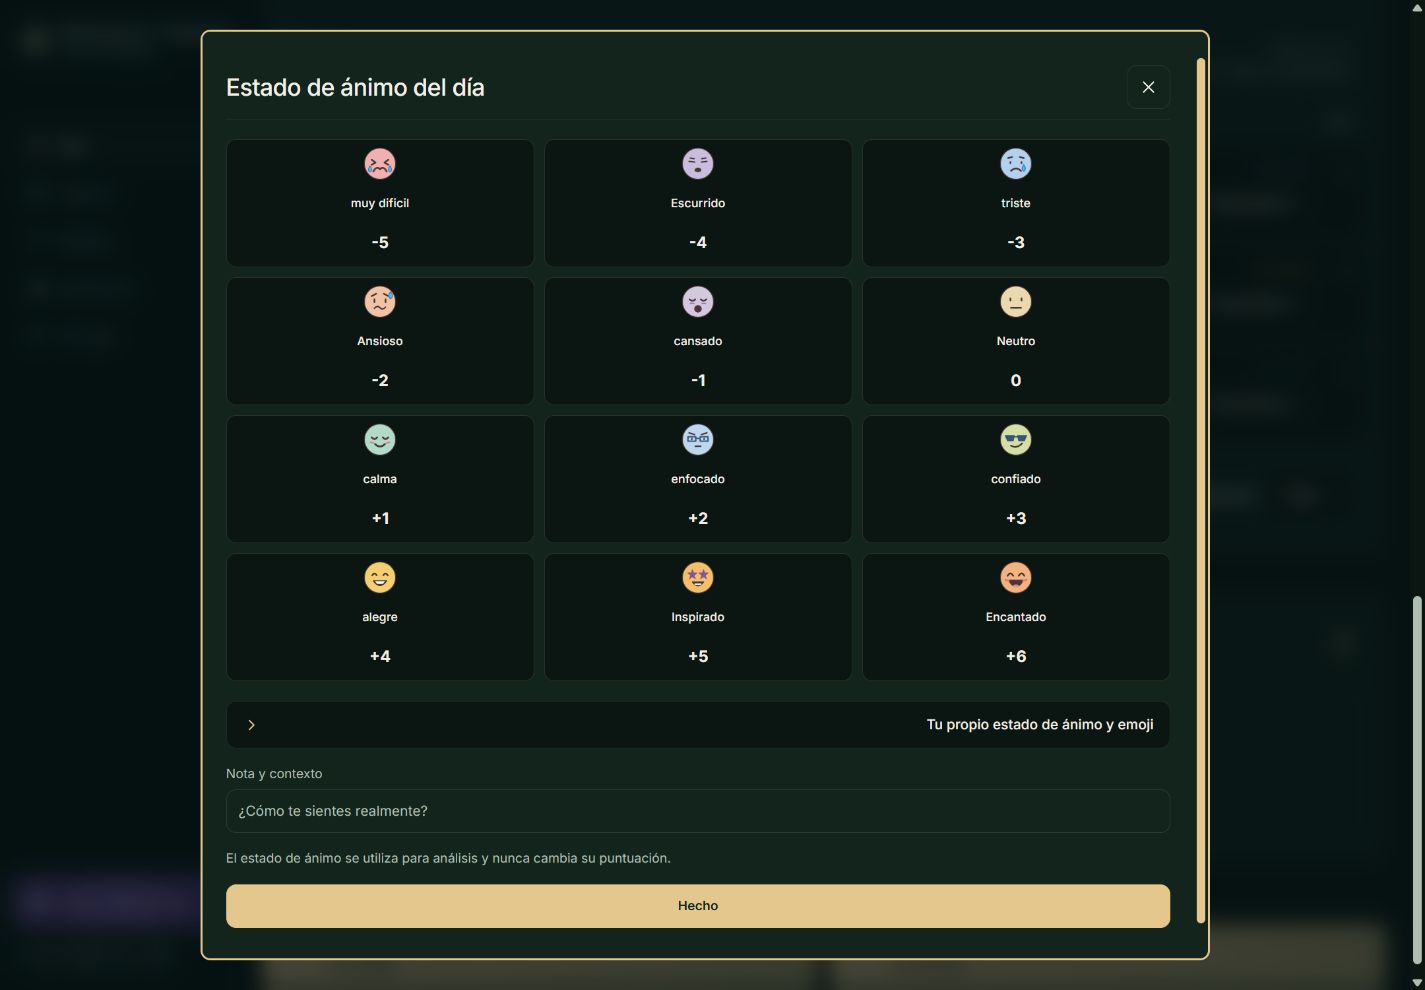 Estado de ánimo del día
muy difícil
-5
Escurrido
-4
triste
-3
Ansioso
-2
cansado
-1
Neutro
0
calma
+1
enfocado
+2
confiado
+3
alegre
+4
Inspirado
+5
Encantado
+6
Tu propio estado de ánimo y emoji
Nota y contexto
¿Cómo te sientes realmente?
El estado de ánimo se utiliza para análisis y nunca cambia su puntuación.
Hecho